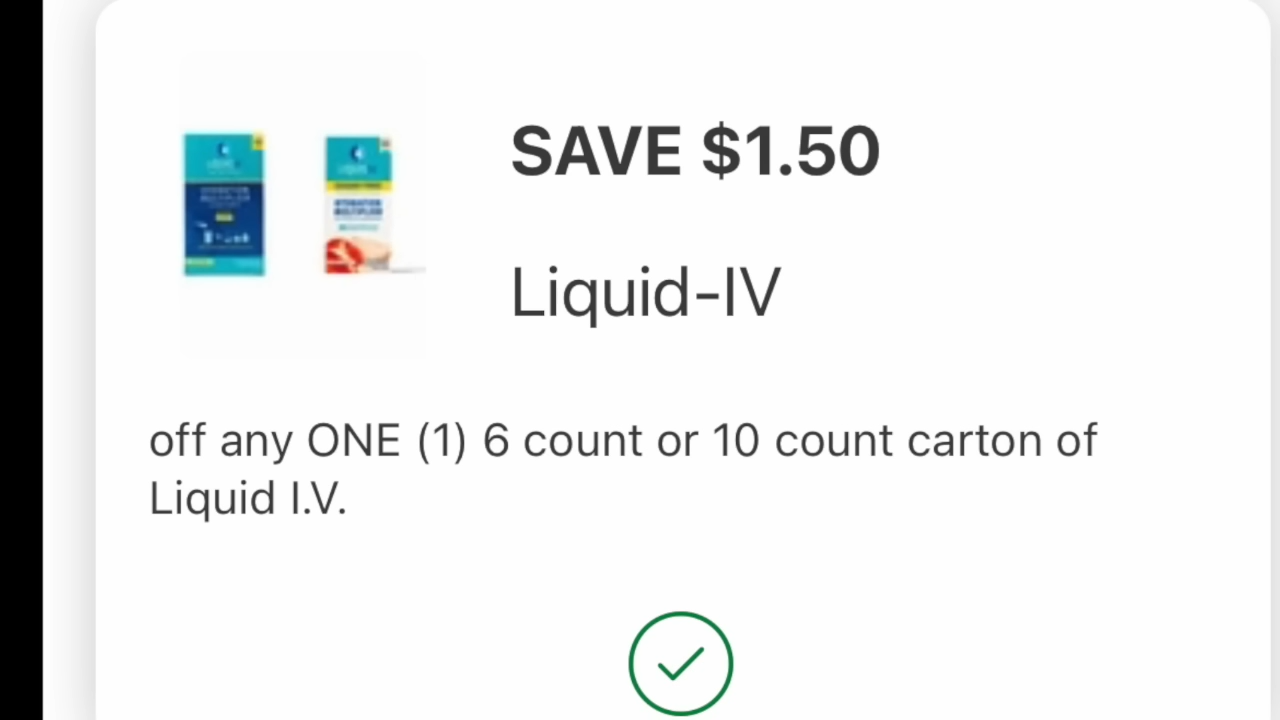 SAVE $1.50
Liquid-IV
off any ONE (1) 6 count or 10 count carton of
Liquid I.V.